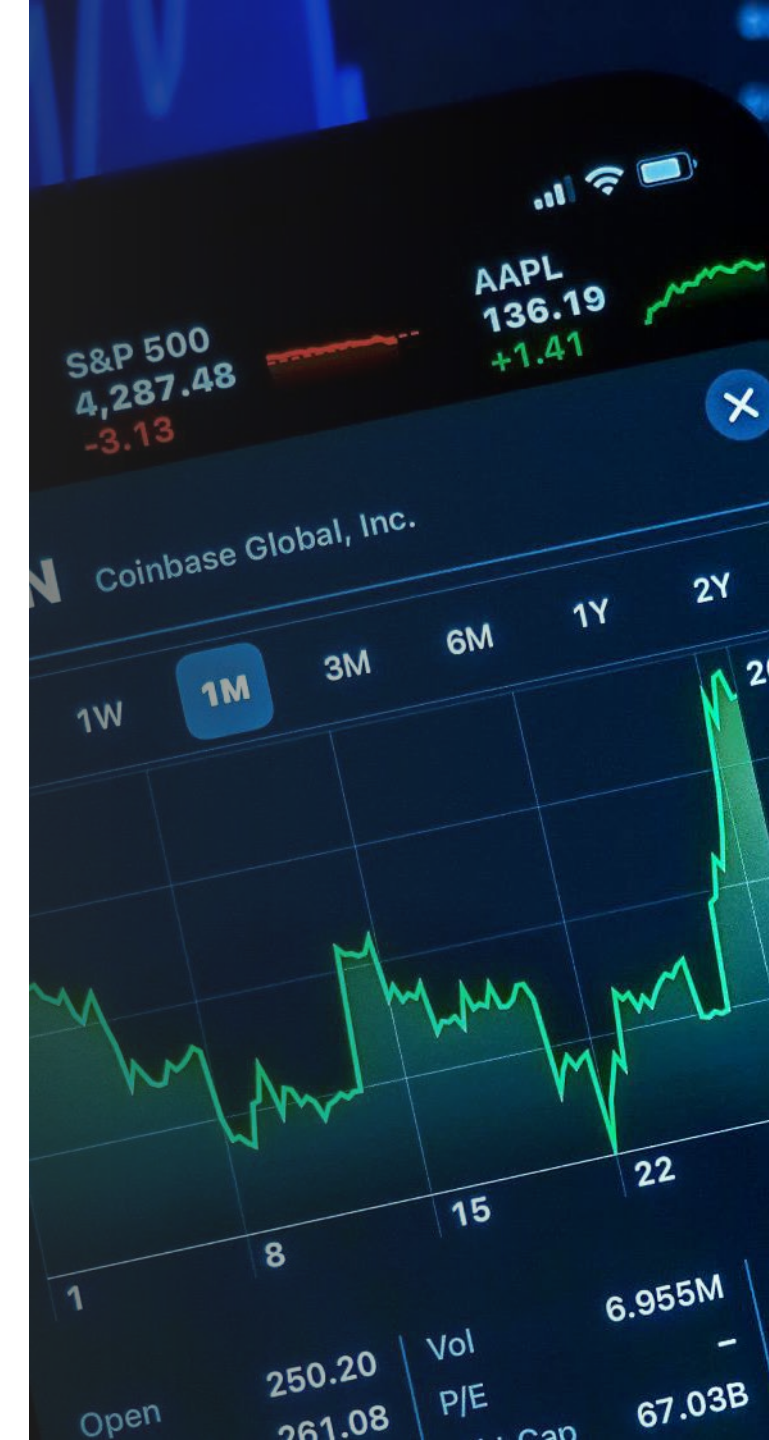 S&P 500
4,287.48
-3.13
AAPL
136.19
+1.41
N Coinbase Global, Inc.
1W 1M 3M 6M 1Y 2Y
1 8 15 22
Open 250.20
261.08
Vol 6.955M
P/E –
Cap 67.03B